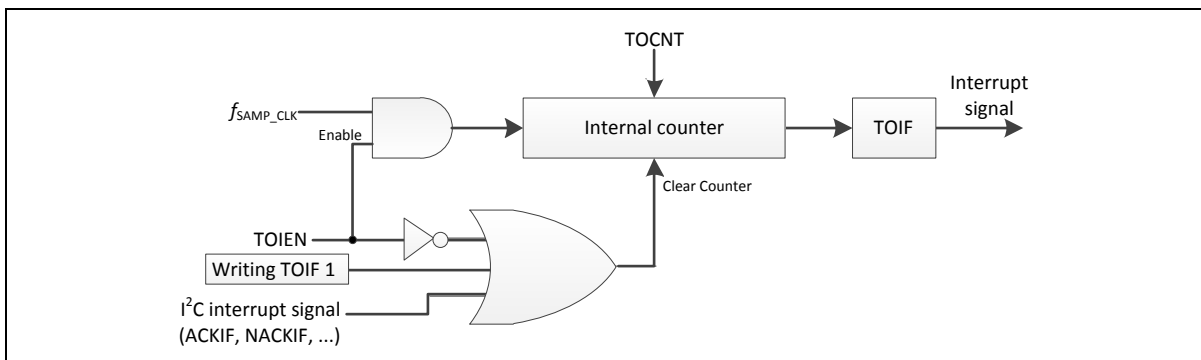 TOCNT
Interrupt
signal
fSAMP_CLK
Enable
Internal counter
TOIF
Clear Counter
TOIEN
Writing TOIF 1
I2C interrupt signal
(ACKIF, NACKIF, ...)